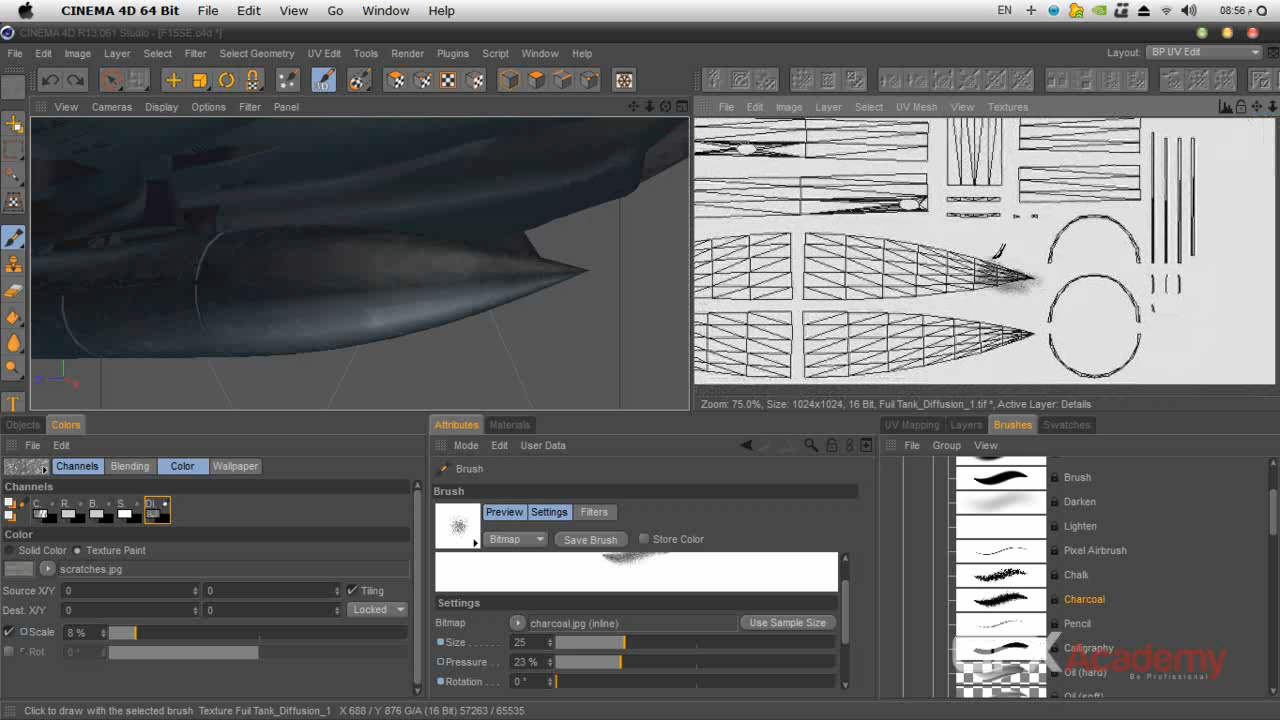 CINEMA 4D 64 Bit File Edit View Go Window Help EN 08:56 م
CINEMA 4D R13.061 Studio - [F15SE.c4d *]
File Edit Image Layer Select Filter Select Geometry UV Edit Tools Render Plugins Script Window Help Layout: BP UV Edit
View Cameras Display Options Filter Panel
File Edit Image Layer Select UV Mesh View Textures
Zoom: 75.0%, Size: 1024x1024, 16 Bit, Fuil Tank_Diffusion_1.tif *, Active Layer: Details
Objects Colors
File Edit
Channels Blending Color Wallpaper
Channels
C. R.. B.. S.. DI.
Color
Solid Color Texture Paint
scratches.jpg
Source X/Y 0 0 Tiling
Dest. X/Y 0 0 Locked
Scale 8 %
Rot. 0 °
Attributes Materials
Mode Edit User Data
Brush
Brush
Preview Settings Filters
Bitmap Save Brush Store Color
Settings
Bitmap charcoal.jpg (inline) Use Sample Size
Size 25
Pressure 23 %
Rotation 0 °
UV Mapping Layers Brushes Swatches
File Group View
Brush
Darken
Lighten
Pixel Airbrush
Chalk
Charcoal
Pencil
Calligraphy
Oil (hard)
Oil (soft)
Academy
Be Profissional
Click to draw with the selected brush Texture Fuil Tank_Diffusion_1 X 688 / Y 876 G/A (16 Bit) 57263 / 65535